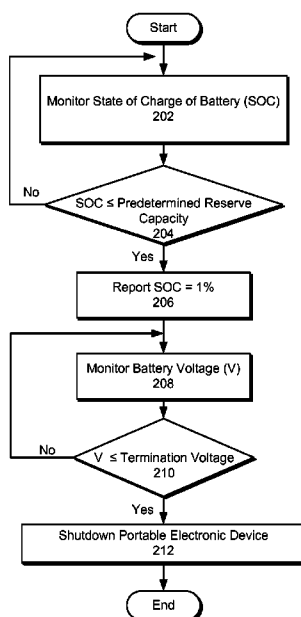 Start
Monitor State of Charge of Battery (SOC)
202
No
SOC ≤ Predetermined Reserve
Capacity
204
Yes
Report SOC = 1%
206
Monitor Battery Voltage (V)
208
No
V ≤ Termination Voltage
210
Yes
Shutdown Portable Electronic Device
212
End